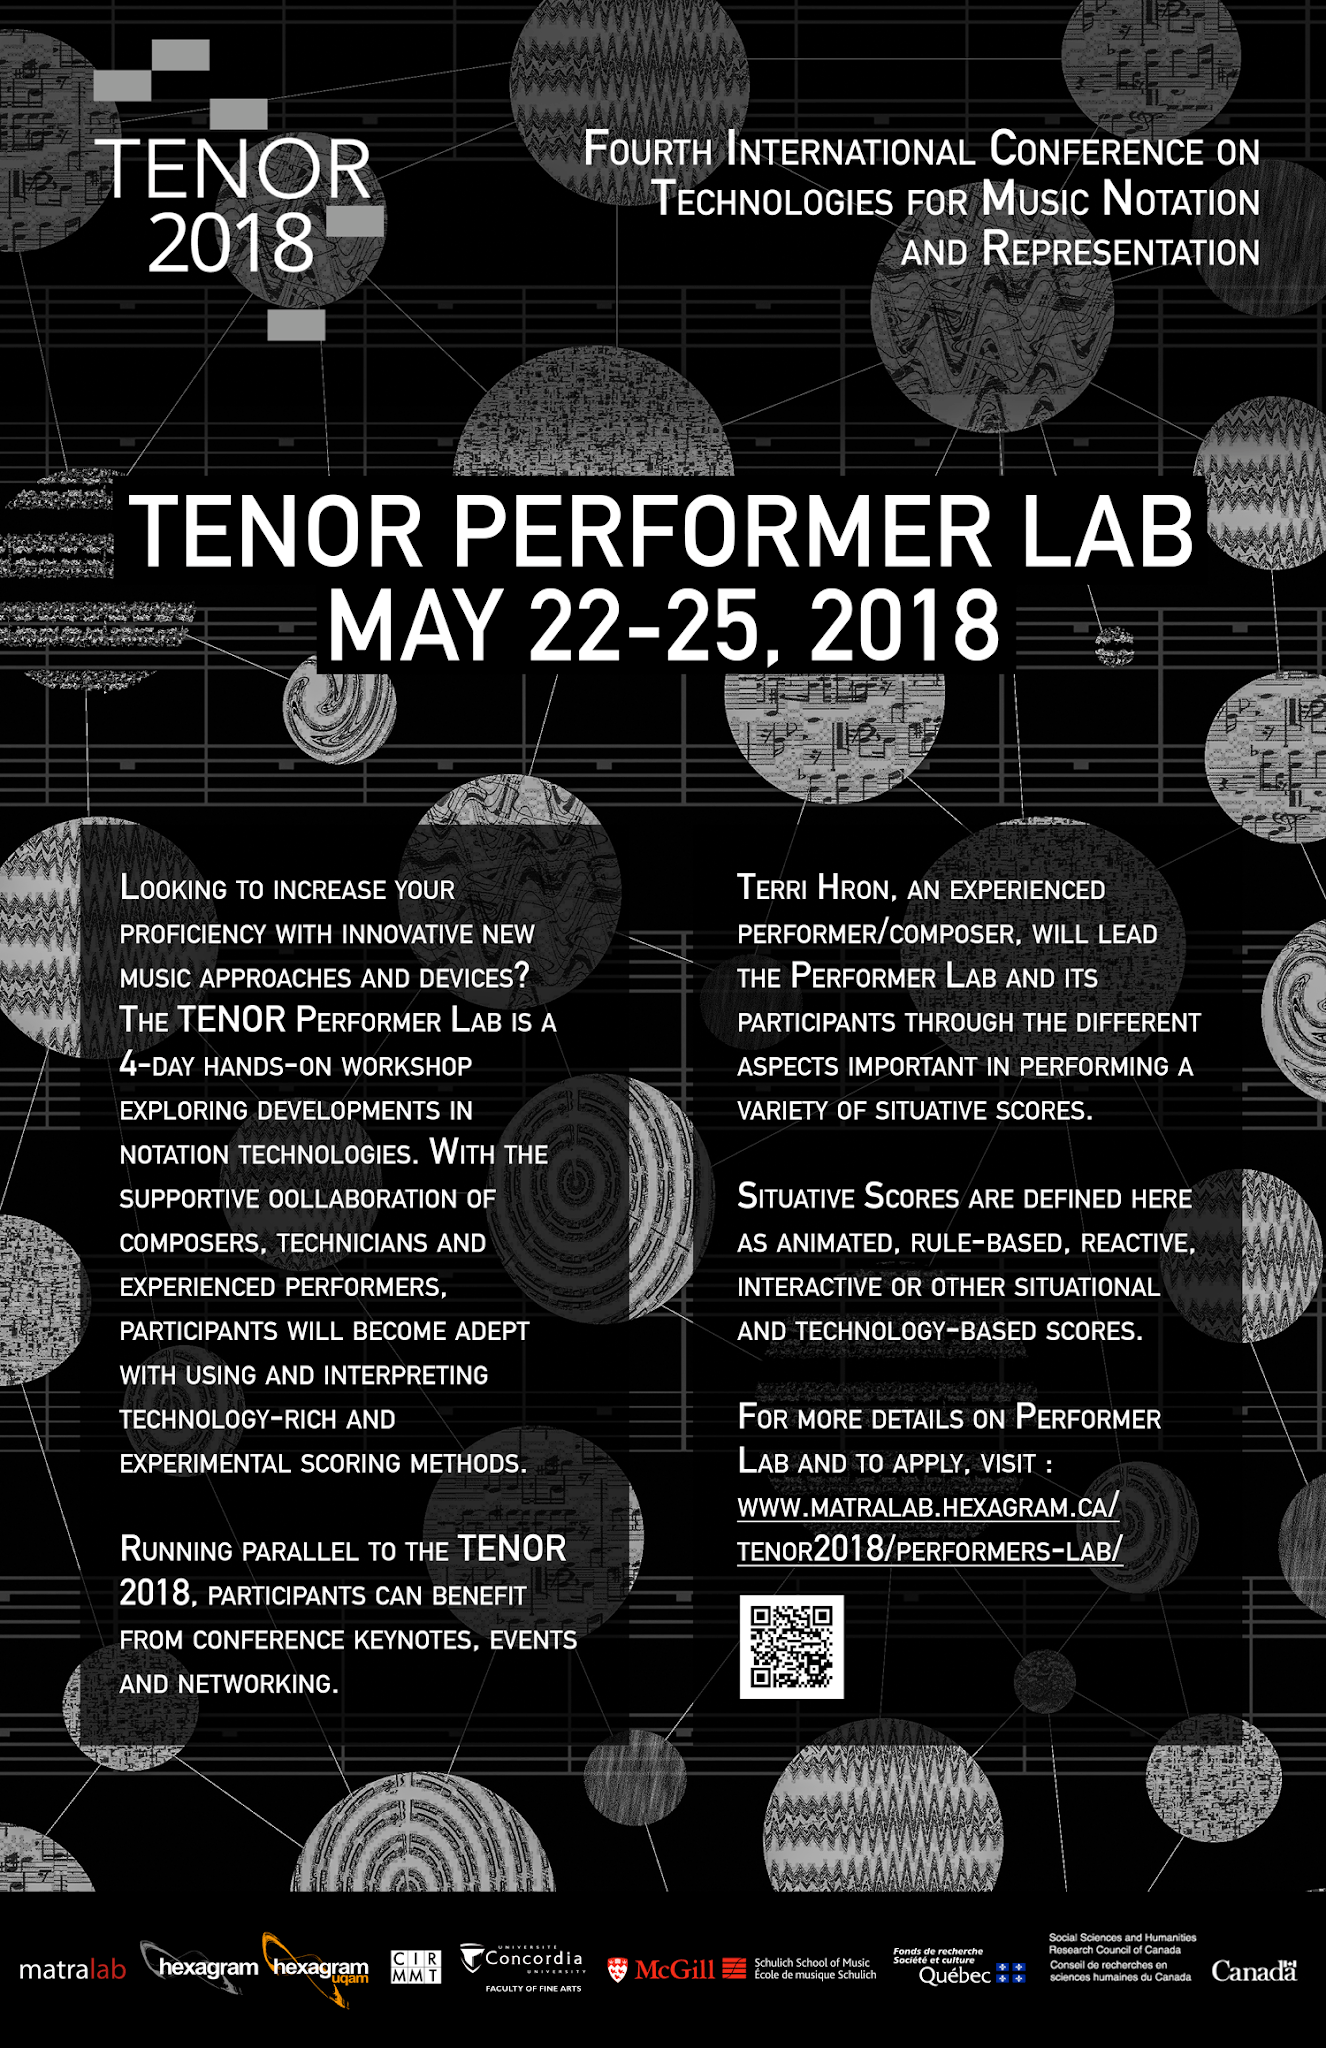 TENOR
2018
Fourth International Conference on
Technologies for Music Notation
and Representation
TENOR PERFORMER LAB
MAY 22-25, 2018
Looking to increase your
proficiency with innovative new
music approaches and devices?
The TENOR Performer Lab is a
4-day hands-on workshop
exploring developments in
notation technologies. With the
supportive oollaboration of
composers, technicians and
experienced performers,
participants will become adept
with using and interpreting
technology-rich and
experimental scoring methods.
Running parallel to the TENOR
2018, participants can benefit
from conference keynotes, events
and networking.
Terri Hron, an experienced
performer/composer, will lead
the Performer Lab and its
participants through the different
aspects important in performing a
variety of situative scores.
Situative Scores are defined here
as animated, rule-based, reactive,
interactive or other situational
and technology-based scores.
For more details on Performer
Lab and to apply, visit :
www.matralab.hexagram.ca/
tenor2018/performers-lab/
matralab
hexagram
hexagram
uqam
CIR
MMT
UNIVERSITÉ
Concordia
UNIVERSITY
FACULTY OF FINE ARTS
McGill
Schulich School of Music
École de musique Schulich
Fonds de recherche
Société et culture
Québec
Social Sciences and Humanities
Research Council of Canada
Conseil de recherches en
sciences humaines du Canada
Canada